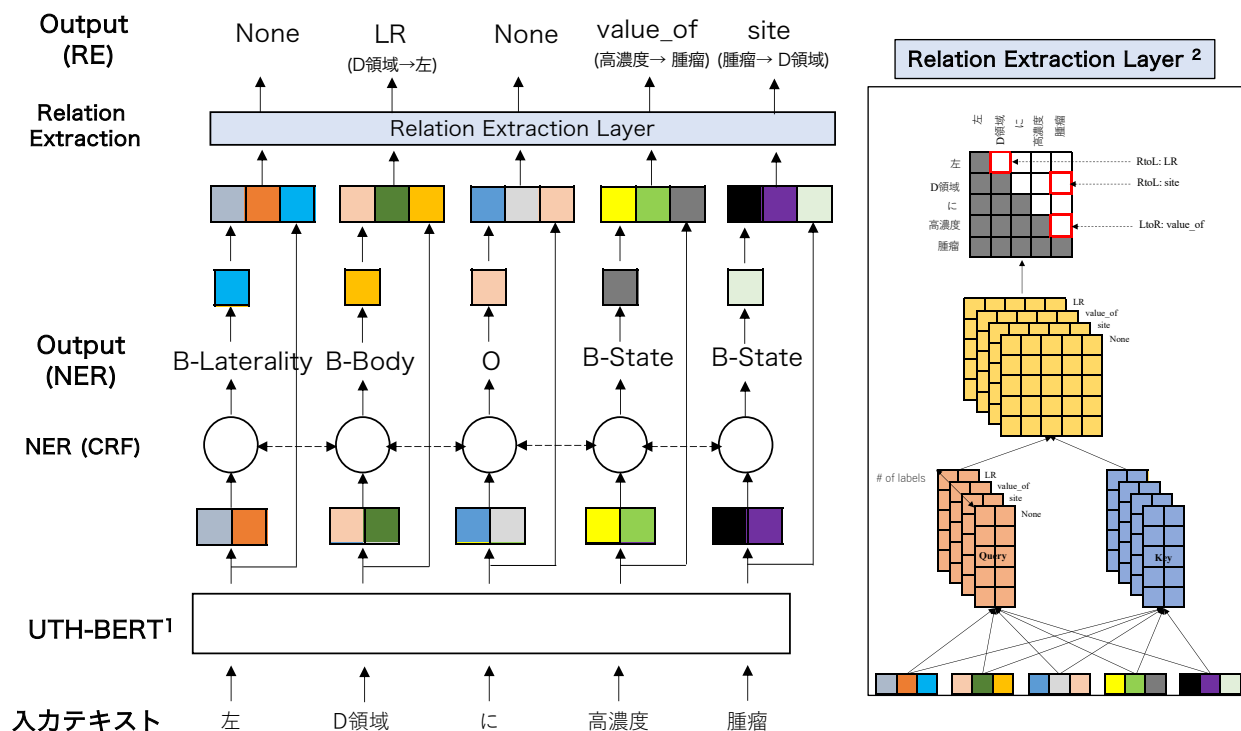 Output
(RE)
None
LR
(D領域→左)
None
value_of
(高濃度→ 腫瘤)
site
(腫瘤→ D領域)
Relation
Extraction
Relation Extraction Layer
Output
(NER)
B-Laterality
B-Body
O
B-State
B-State
NER (CRF)
UTH-BERT1
入力テキスト
左
D領域
に
高濃度
腫瘤
Relation Extraction Layer 2
左
D領域
に
高濃度
腫瘤
左
D領域
に
高濃度
腫瘤
RtoL: LR
RtoL: site
LtoR: value_of
LR
value_of
site
None
# of labels
LR
value_of
site
None
Query
Key